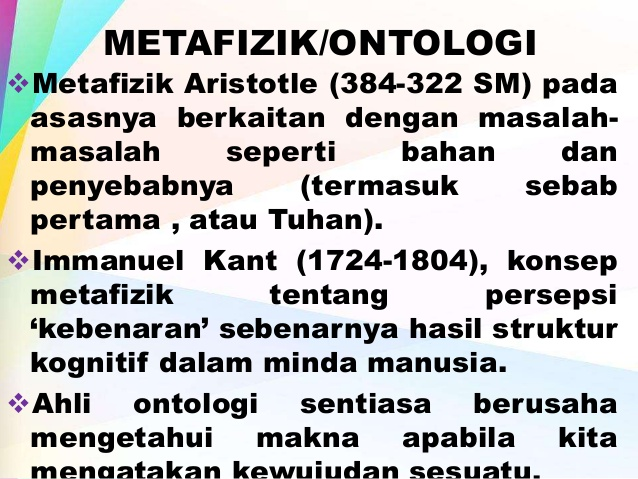 METAFIZIK/ONTOLOGI
❖Metafizik Aristotle (384-322 SM) pada
asasnya berkaitan dengan masalah-
masalah seperti bahan dan
penyebabnya (termasuk sebab
pertama , atau Tuhan).
❖Immanuel Kant (1724-1804), konsep
metafizik tentang persepsi
‘kebenaran’ sebenarnya hasil struktur
kognitif dalam minda manusia.
❖Ahli ontologi sentiasa berusaha
mengetahui makna apabila kita
mengatakan kewujudan sesuatu.